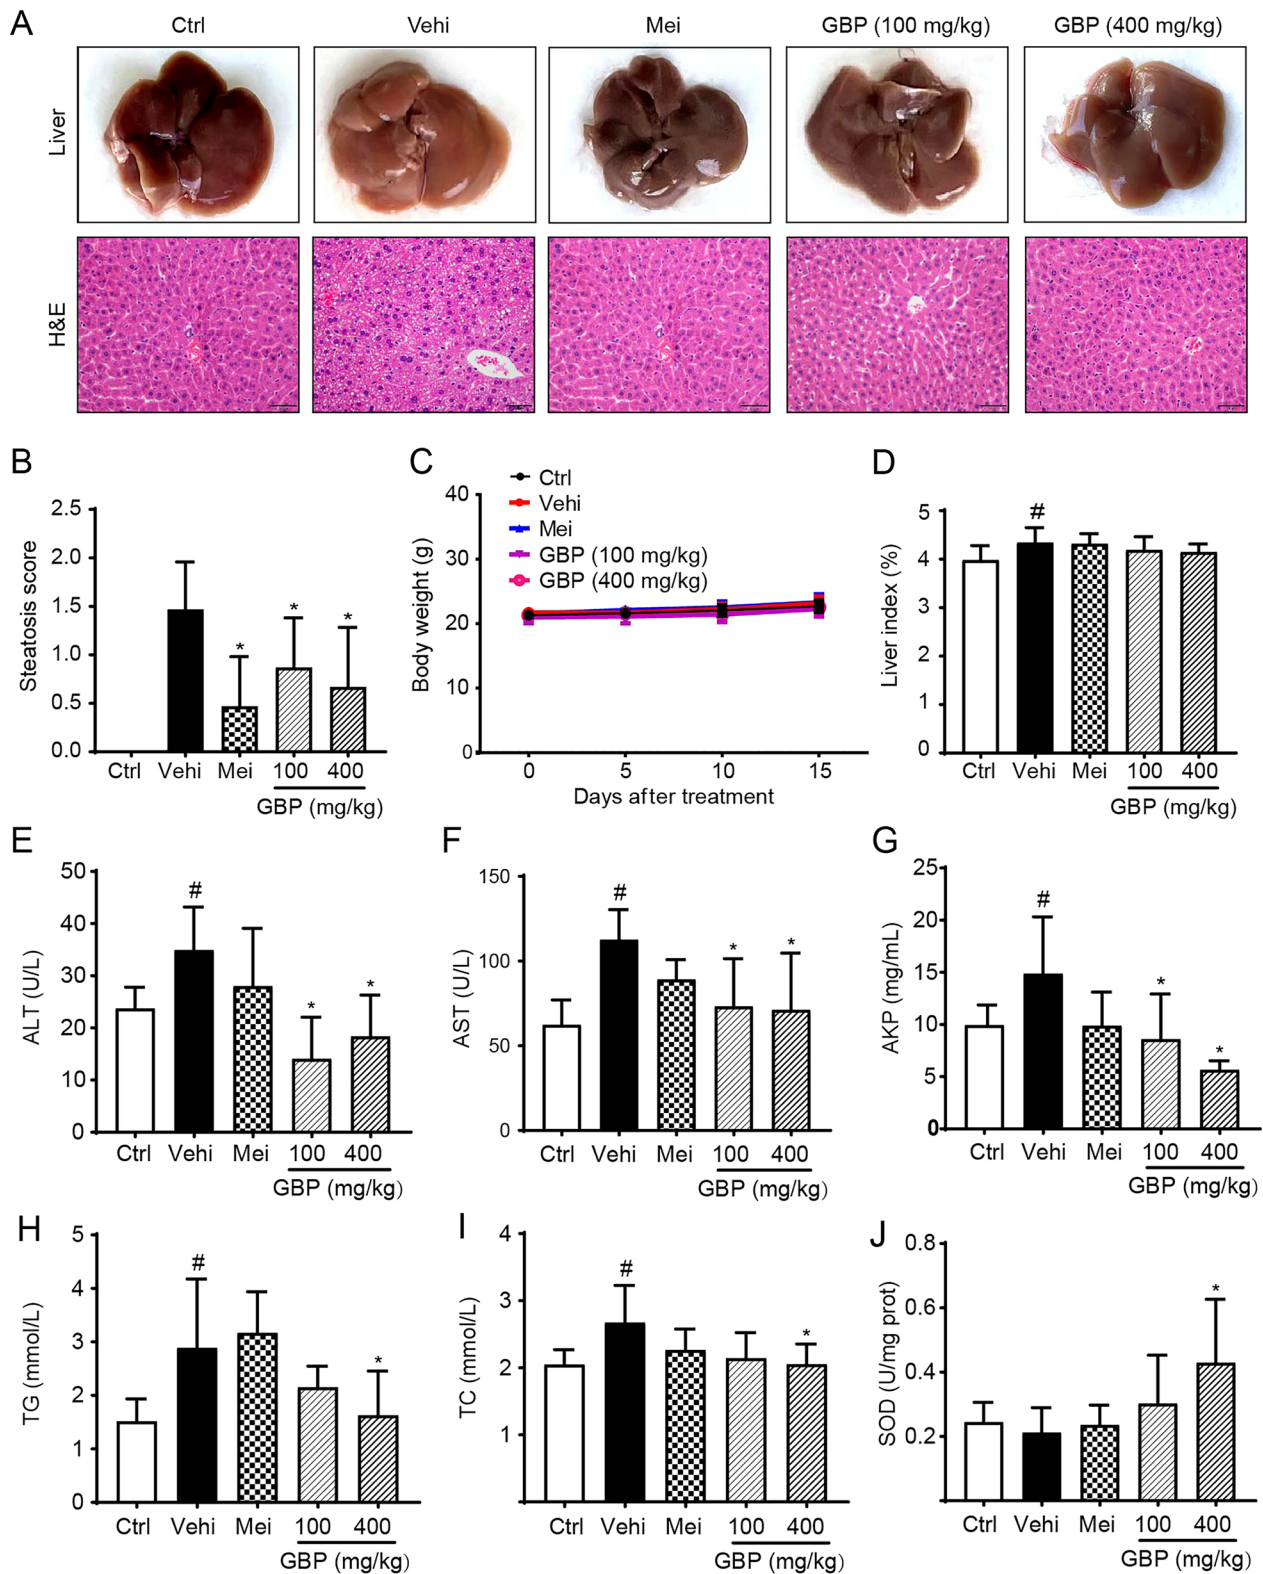 A
Ctrl
Vehi
Mei
GBP (100 mg/kg)
GBP (400 mg/kg)
Liver
H&E
B
Steatosis score
2.5
2.0
1.5
1.0
0.5
0.0
*
*
*
Ctrl Vehi Mei 100 400
GBP (mg/kg)
C
Ctrl
Vehi
Mei
GBP (100 mg/kg)
GBP (400 mg/kg)
Body weight (g)
40
30
20
10
0
0 5 10 15
Days after treatment
D
Liver index (%)
5
4
3
2
1
0
#
Ctrl Vehi Mei 100 400
GBP (mg/kg)
E
ALT (U/L)
50
40
30
20
10
0
#
*
*
Ctrl Vehi Mei 100 400
GBP (mg/kg)
F
AST (U/L)
150
100
50
0
#
*
*
Ctrl Vehi Mei 100 400
GBP (mg/kg)
G
AKP (mg/mL)
25
20
15
10
5
0
#
*
*
Ctrl Vehi Mei 100 400
GBP (mg/kg)
H
TG (mmol/L)
5
4
3
2
1
0
#
*
Ctrl Vehi Mei 100 400
GBP (mg/kg)
I
TC (mmol/L)
4
3
2
1
#
*
Ctrl Vehi Mei 100 400
GBP (mg/kg)
J
SOD (U/mg prot)
0.8
0.6
0.4
0.2
*
Ctrl Vehi Mei 100 400
GBP (mg/kg)